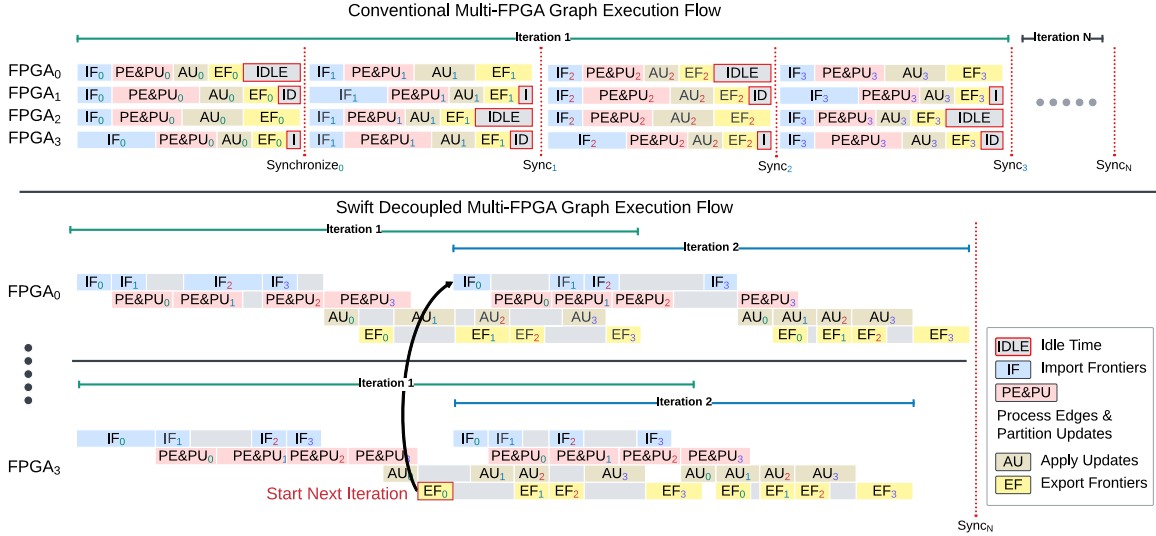 Conventional Multi-FPGA Graph Execution Flow
Iteration 1
Iteration N
FPGA0 IF0 PE&PU0 AU0 EF0 IDLE IF1 PE&PU1 AU1 EF1 IF2 PE&PU2 AU2 EF2 IDLE IF3 PE&PU3 AU3 EF3
FPGA1 IF0 PE&PU0 AU0 EF0 ID IF1 PE&PU1 AU1 EF1 I IF2 PE&PU2 AU2 EF2 ID IF3 PE&PU3 AU3 EF3 I
FPGA2 IF0 PE&PU0 AU0 EF0 IF1 PE&PU1 AU1 EF1 IDLE IF2 PE&PU2 AU2 EF2 IF3 PE&PU3 AU3 EF3 IDLE
FPGA3 IF0 PE&PU0 AU0 EF0 I IF1 PE&PU1 AU1 EF1 ID IF2 PE&PU2 AU2 EF2 I IF3 PE&PU3 AU3 EF3 ID
Synchronize0 Sync1 Sync2 Sync3 SyncN
Swift Decoupled Multi-FPGA Graph Execution Flow
Iteration 1
Iteration 2
FPGA0
IF0 IF1 IF2 IF3 IF0 IF1 IF2 IF3
PE&PU0 PE&PU1 PE&PU2 PE&PU3 PE&PU0 PE&PU1 PE&PU2 PE&PU3
AU0 AU1 AU2 AU3 AU0 AU1 AU2 AU3
EF0 EF1 EF2 EF3 EF0 EF1 EF2 EF3
Iteration 1
Iteration 2
FPGA3
IF0 IF1 IF2 IF3 IF0 IF1 IF2 IF3
PE&PU0 PE&PU1 PE&PU2 PE&PU3 PE&PU0 PE&PU1 PE&PU2 PE&PU3
AU0 AU1 AU2 AU3 AU0 AU1 AU2 AU3
Start Next Iteration EF0 EF1 EF2 EF3 EF0 EF1 EF2 EF3
SyncN
IDLE Idle Time
IF Import Frontiers
PE&PU
Process Edges &
Partition Updates
AU Apply Updates
EF Export Frontiers